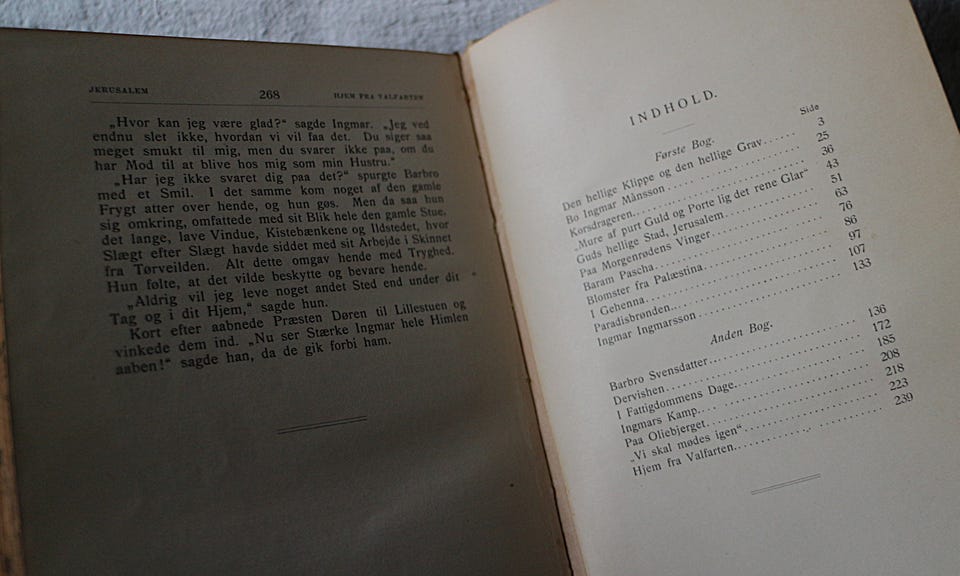 JERUSALEM 268 HJEM FRA VALFARTEN
„Hvor kan jeg være glad?“ sagde Ingmar. „Jeg ved
endnu slet ikke, hvordan vi vil faa det. Du siger saa
meget smukt til mig, men du svarer ikke paa, om du
har Mod til at blive hos mig som min Hustru.“
„Har jeg ikke svaret dig paa det?“ spurgte Barbro
med et Smil. I det samme kom noget af den gamle
Frygt atter over hende, og hun gøs. Men da saa hun
sig omkring, omfattede med sit Blik hele den gamle Stue,
det lange, lave Vindue, Kistebænkene og Ildstedet, hvor
Slægt efter Slægt havde siddet med sit Arbejde i Skinnet
fra Tørveilden. Alt dette omgav hende med Tryghed.
Hun følte, at det vilde beskytte og bevare hende.
„Aldrig vil jeg leve noget andet Sted end under dit
Tag og i dit Hjem,“ sagde hun.
Kort efter aabnede Præsten Døren til Lillestuen og
vinkede dem ind. „Nu ser Stærke Ingmar hele Himlen
aaben!“ sagde han, da de gik forbi ham.
INDHOLD.
Side
Første Bog.
Den hellige Klippe og den hellige Grav 3
Bo Ingmar Månsson 25
Korsdrageren 36
„Mure af purt Guld og Porte lig det rene Glar“ 43
Guds hellige Stad, Jerusalem 51
Paa Morgenrødens Vinger 63
Baram Pascha 76
Blomster fra Palæstina 86
I Gehenna 97
Paradisbrønden 107
Ingmar Ingmarsson 133
Anden Bog.
Barbro Svensdatter 136
Dervishen 172
I Fattigdommens Dage 185
Ingmars Kamp 208
Paa Oliebjerget 218
„Vi skal mødes igen“ 223
Hjem fra Valfarten 239